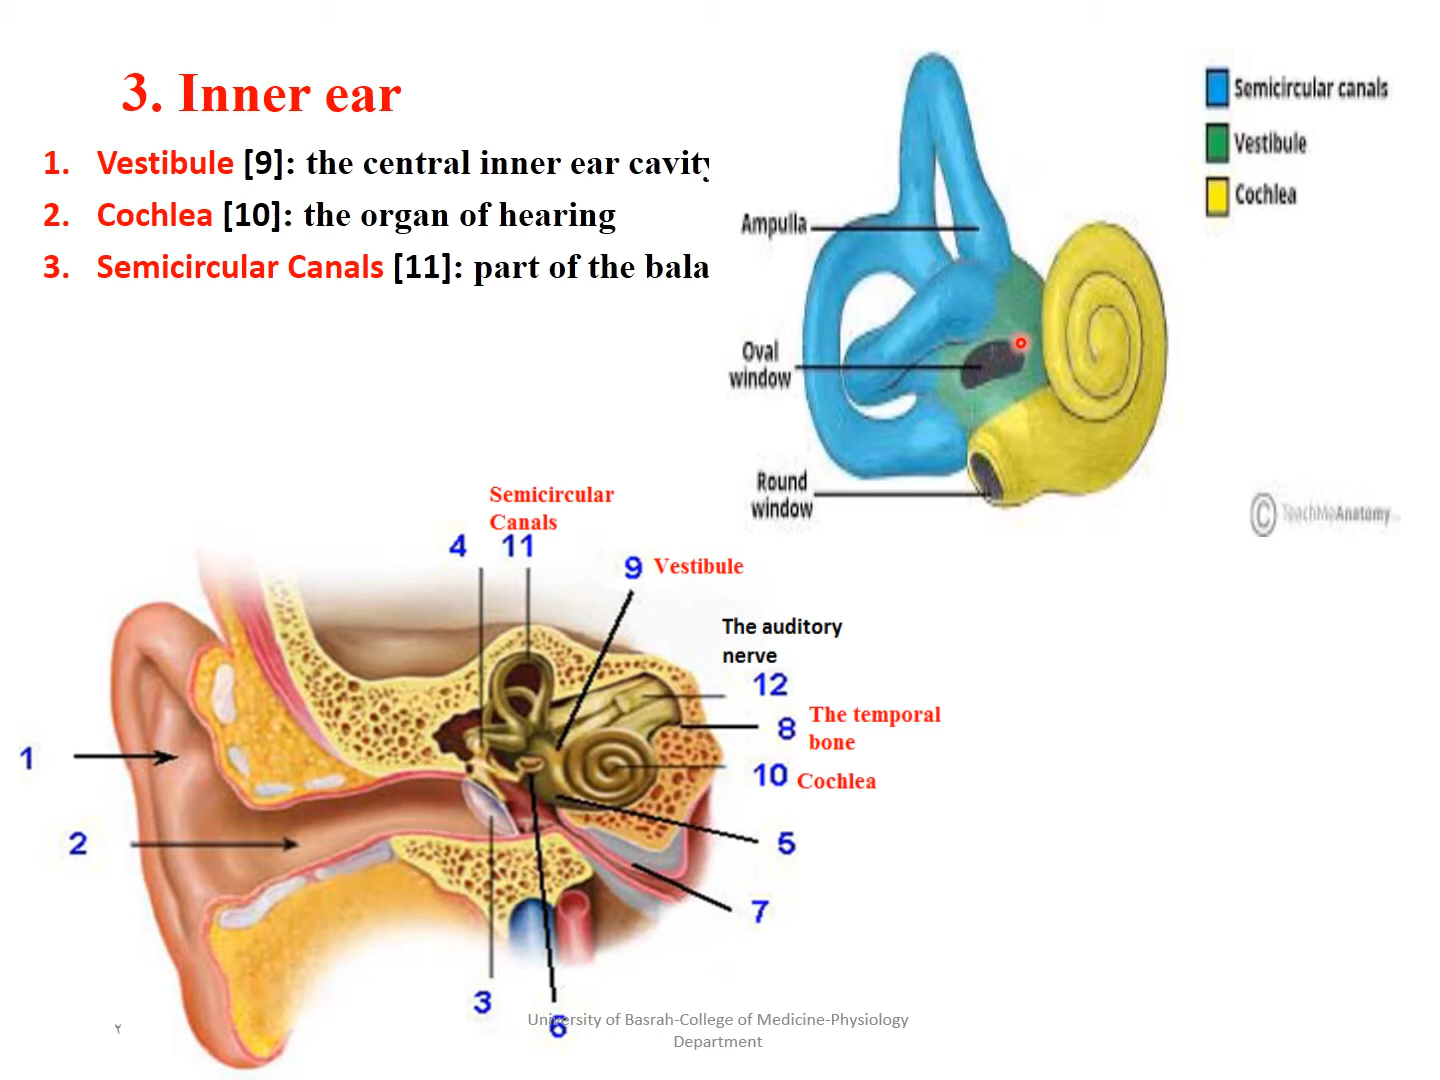 3. Inner ear
1. Vestibule [9]: the central inner ear cavity
2. Cochlea [10]: the organ of hearing
3. Semicircular Canals [11]: part of the bala
Semicircular canals
Vestibule
Cochlea
Ampulla
Oval
window
Round
window
© TeachMeAnatomy
Semicircular
Canals
4
11
9 Vestibule
The auditory
nerve
12
8 The temporal
bone
1
10 Cochlea
2
5
7
3
6
University of Basrah-College of Medicine-Physiology
Department
٢